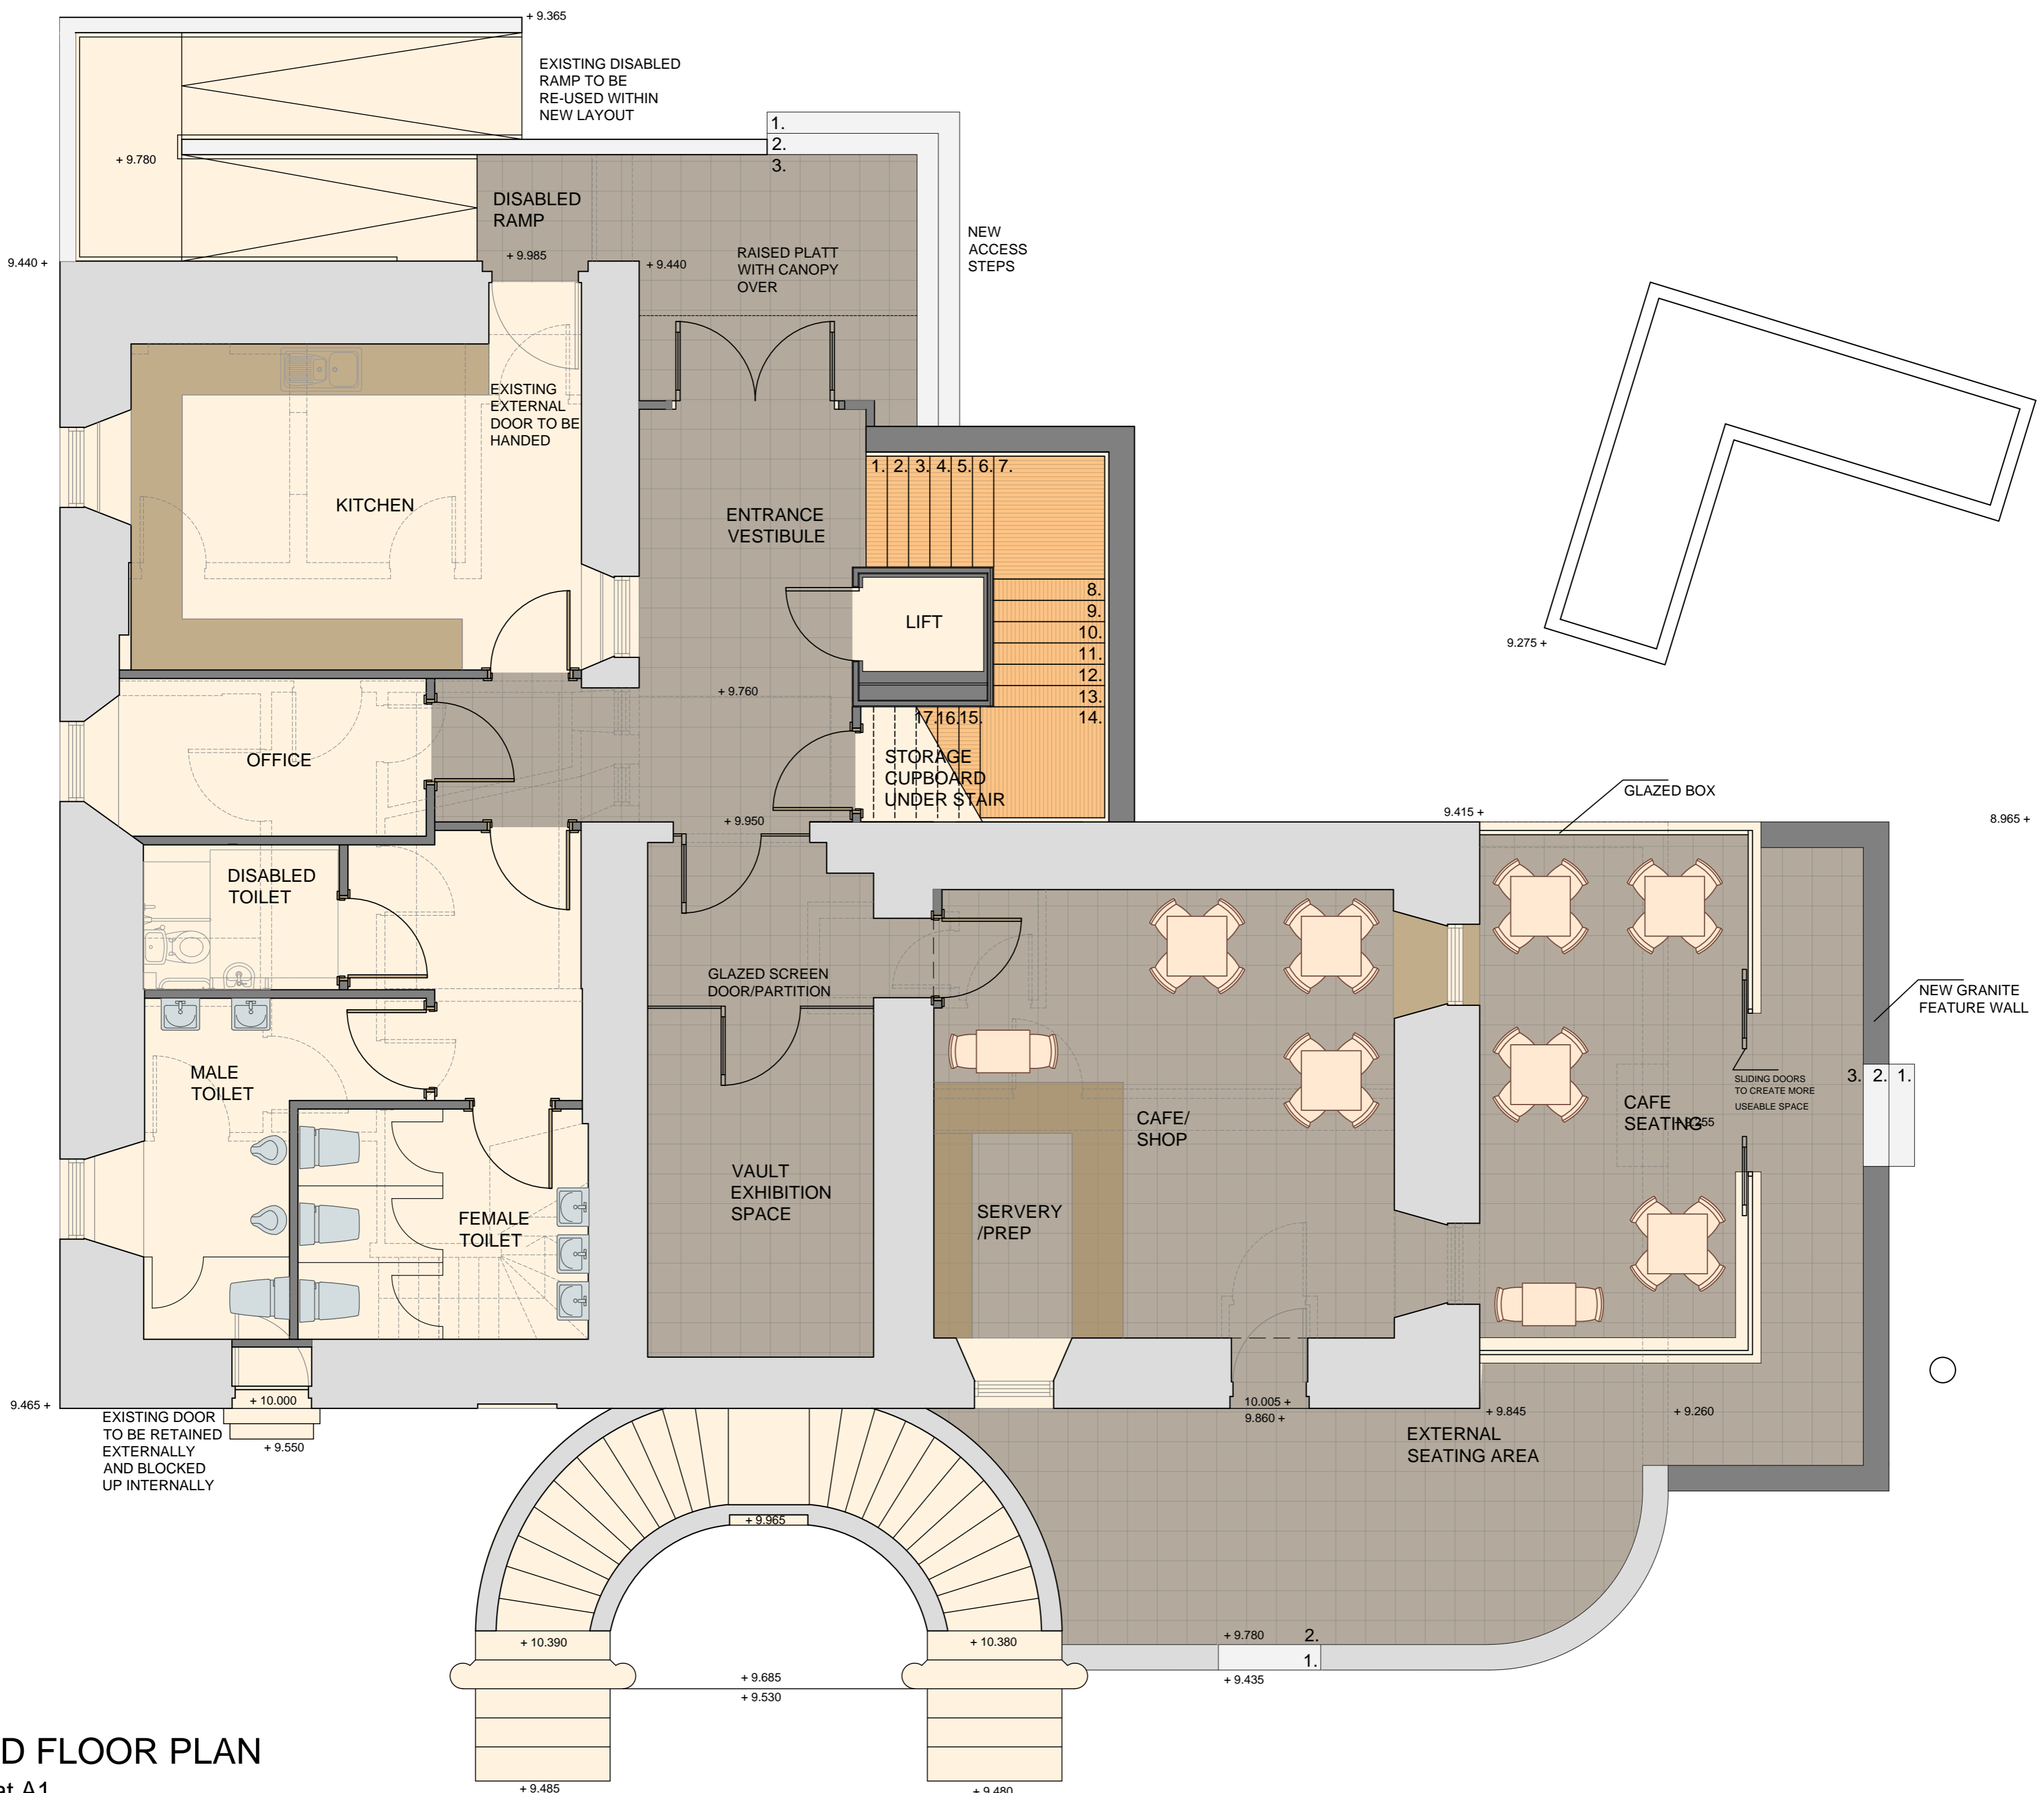 + 9.365
EXISTING DISABLED
RAMP TO BE
RE-USED WITHIN
NEW LAYOUT
1.
2.
3.
+ 9.780
DISABLED
RAMP
NEW
ACCESS
STEPS
RAISED PLATT
WITH CANOPY
OVER
9.440 +
+ 9.985
+ 9.440
EXISTING
EXTERNAL
DOOR TO BE
HANDED
KITCHEN
ENTRANCE
VESTIBULE
1. 2. 3. 4. 5. 6. 7.
8.
9.
10.
11.
12.
13.
14.
17. 16. 15.
LIFT
9.275 +
+ 9.760
OFFICE
STORAGE
CUPBOARD
UNDER STAIR
GLAZED BOX
+ 9.950
9.415 +
8.965 +
DISABLED
TOILET
GLAZED SCREEN
DOOR/PARTITION
NEW GRANITE
FEATURE WALL
MALE
TOILET
SLIDING DOORS
TO CREATE MORE
USEABLE SPACE
3. 2. 1.
CAFE/
SHOP
CAFE
SEATING
+ 9.255
VAULT
EXHIBITION
SPACE
SERVERY
/PREP
FEMALE
TOILET
9.465 +
+ 10.000
+ 9.550
EXISTING DOOR
TO BE RETAINED
EXTERNALLY
AND BLOCKED
UP INTERNALLY
10.005 +
9.860 +
+ 9.845
+ 9.260
EXTERNAL
SEATING AREA
+ 9.965
+ 10.390
+ 10.380
+ 9.780
2.
1.
+ 9.435
+ 9.685
+ 9.530
D FLOOR PLAN
at A1
+ 9.485
+ 9.480